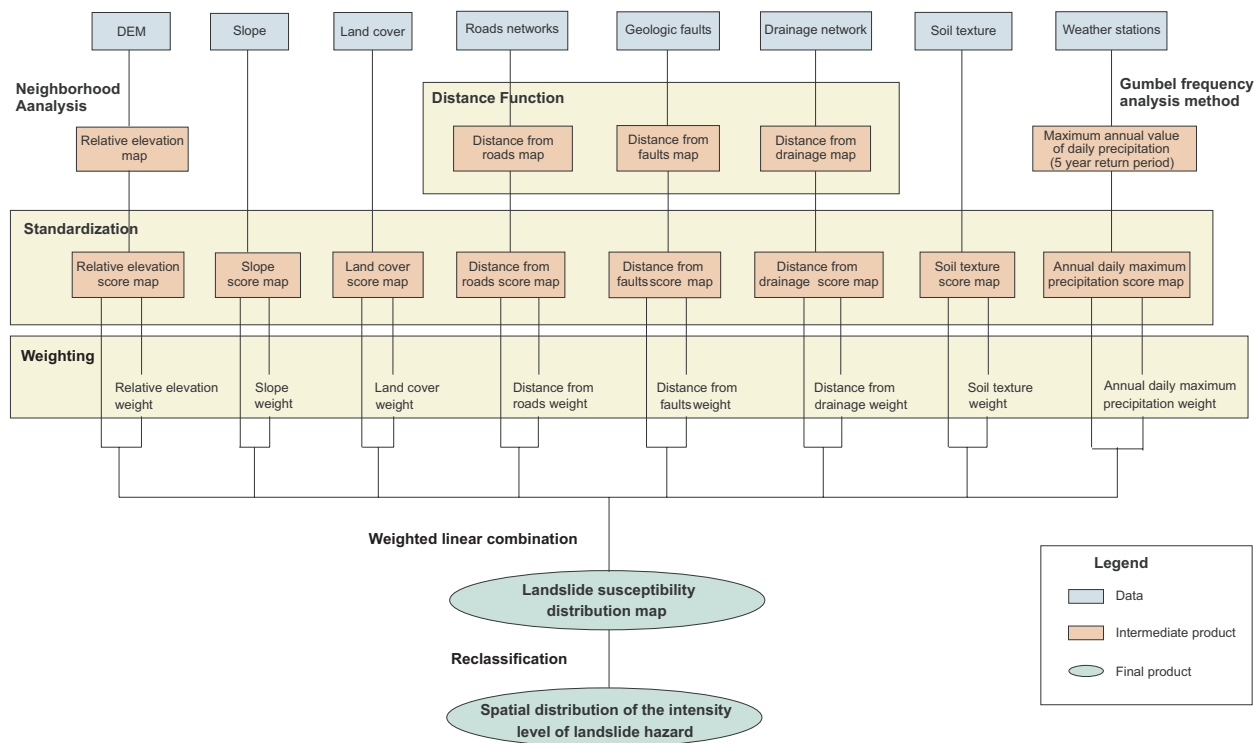 DEM
Slope
Land cover
Roads networks
Geologic faults
Drainage network
Soil texture
Weather stations
Neighborhood
Aanalysis
Distance Function
Gumbel frequency
analysis method
Relative elevation
map
Distance from
roads map
Distance from
faults map
Distance from
drainage map
Maximum annual value
of daily precipitation
(5 year return period)
Standardization
Relative elevation
score map
Slope
score map
Land cover
score map
Distance from
roads score map
Distance from
faults score map
Distance from
drainage score map
Soil texture
score map
Annual daily maximum
precipitation score map
Weighting
Relative elevation
weight
Slope
weight
Land cover
weight
Distance from
roads weight
Distance from
faults weight
Distance from
drainage weight
Soil texture
weight
Annual daily maximum
precipitation weight
Weighted linear combination
Landslide susceptibility
distribution map
Reclassification
Spatial distribution of the intensity
level of landslide hazard
Legend
Data
Intermediate product
Final product